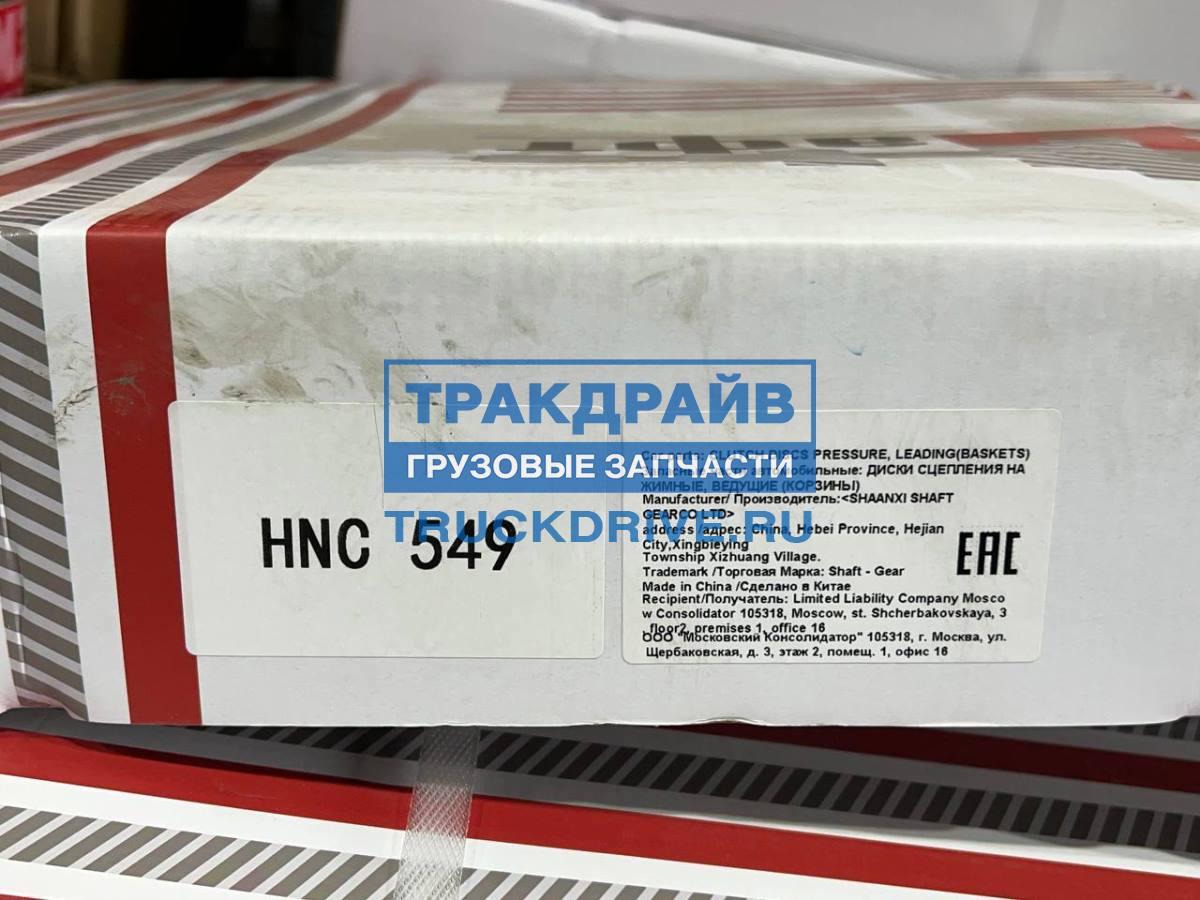 ТРАКДРАЙВ
ГРУЗОВЫЕ ЗАПЧАСТИ
TRUCKDRIVE.RU
HNC 549
CLUTCH DISCS PRESSURE, LEADING(BASKETS)
автомобильные: ДИСКИ СЦЕПЛЕНИЯ НА
ЖИМНЫЕ, ВЕДУЩИЕ (КОРЗИНЫ)
Manufacturer/ Производитель:<SHAANXI SHAFT
GEARCO LTD>
address /адрес: China, Hebei Province, Hejian
City,Xingbieying
Township Xizhuang Village.
Trademark /Торговая Марка: Shaft - Gear
Made in China /Сделано в Китае
Recipient/Получатель: Limited Liability Company Mosco
w Consolidator 105318, Moscow, st. Shcherbakovskaya, 3
, floor2, premises 1, office 16
ООО "Московский Консолидатор" 105318, г. Москва, ул.
Щербаковская, д. 3, этаж 2, помещ. 1, офис 16
EAC